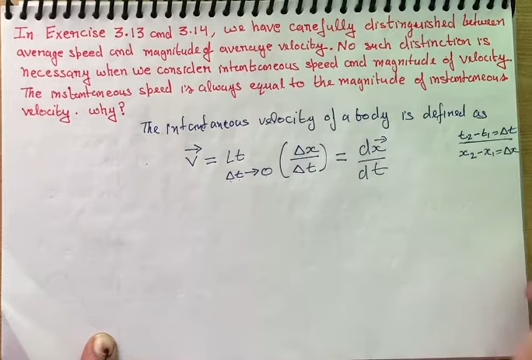 In Exercise 3.13 and 3.14, we have carefully distinguished between
average speed and magnitude of average velocity. No such distinction is
necessary when we consider intantaneous speed and magnitude of velocity.
The instantaneous speed is always equal to the magnitude of instantaneous
velocity. why?
The intantaneous velocity of a body is defined as
t₂-t₁=Δt
x₂-x₁=Δx
v⃗ = Lt Δt→0 (Δx/Δt) = dx⃗/dt